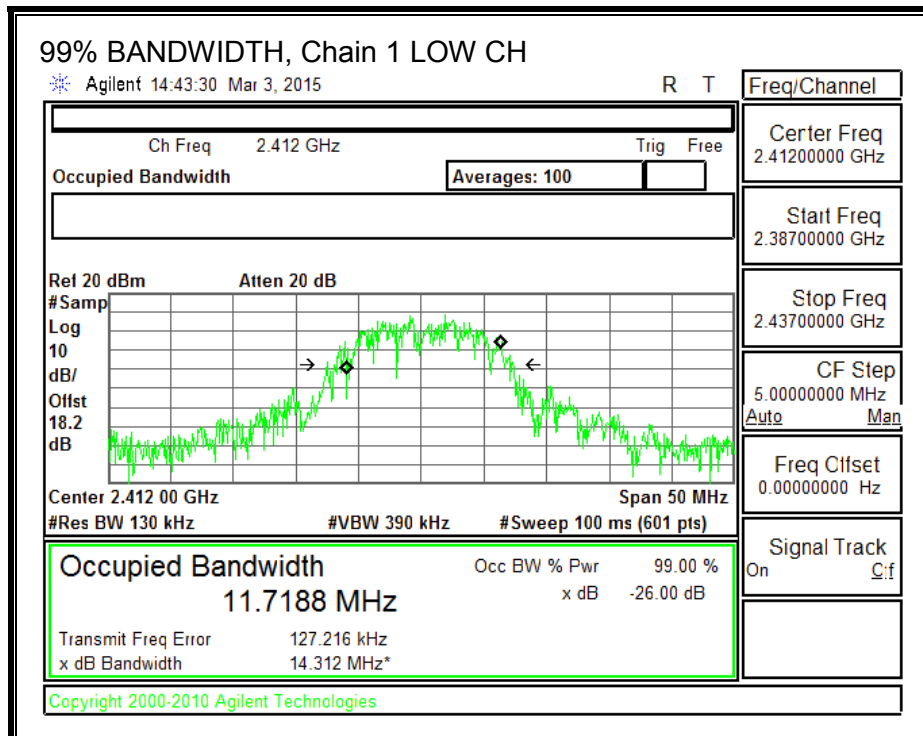 99% BANDWIDTH, Chain 1 LOW CH
Agilent 14:43:30 Mar 3, 2015 R T
Freq/Channel
Ch Freq 2.412 GHz Trig Free
Occupied Bandwidth Averages: 100
Center Freq
2.41200000 GHz
Start Freq
2.38700000 GHz
Stop Freq
2.43700000 GHz
CF Step
5.00000000 MHz
Auto Man
Freq Offset
0.00000000 Hz
Signal Track
On Off
Ref 20 dBm Atten 20 dB
#Samp
Log
10
dB/
Offst
18.2
dB
Center 2.412 00 GHz Span 50 MHz
#Res BW 130 kHz #VBW 390 kHz #Sweep 100 ms (601 pts)
Occupied Bandwidth Occ BW % Pwr 99.00 %
11.7188 MHz x dB -26.00 dB
Transmit Freq Error 127.216 kHz
x dB Bandwidth 14.312 MHz*
Copyright 2000-2010 Agilent Technologies